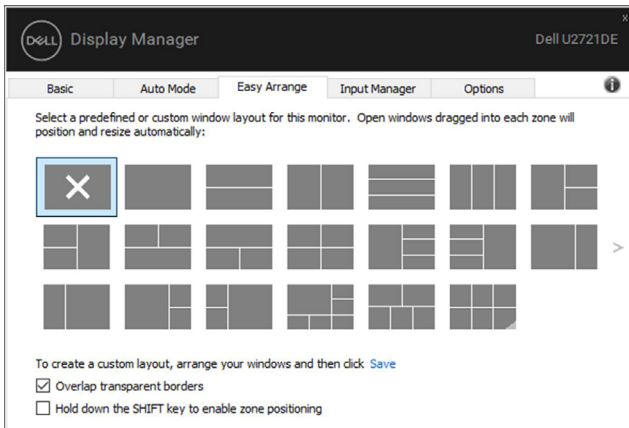 x
DELL Display Manager Dell U2721DE
Basic Auto Mode Easy Arrange Input Manager Options i
Select a predefined or custom window layout for this monitor. Open windows dragged into each zone will
position and resize automatically:
>
To create a custom layout, arrange your windows and then click Save
Overlap transparent borders
Hold down the SHIFT key to enable zone positioning